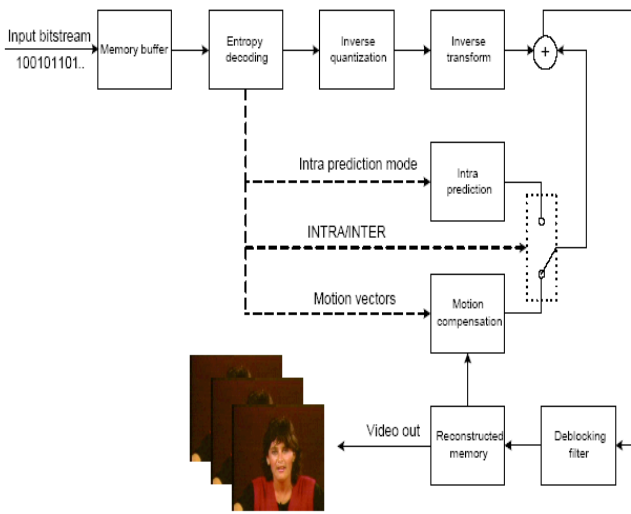 Input bitstream
100101101..
Memory buffer
Entropy
decoding
Inverse
quantization
Inverse
transform
+
Intra prediction mode
Intra
prediction
INTRA/INTER
Motion vectors
Motion
compensation
Video out
Reconstructed
memory
Deblocking
filter